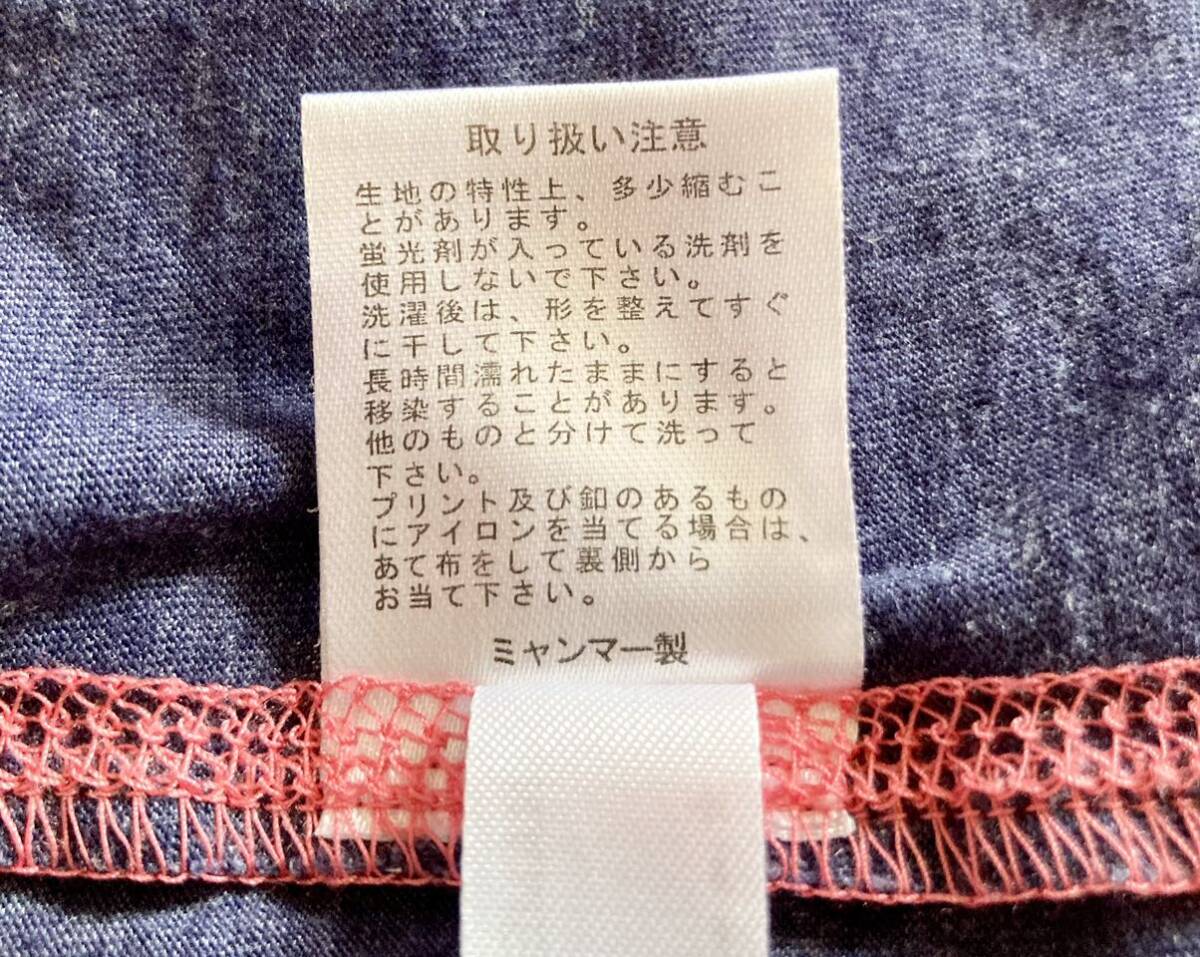 取り扱い注意
生地の特性上、多少縮むこ
とがあります。
蛍光剤が入っている洗剤を
使用しないで下さい。
洗濯後は、形を整えてすぐ
に干して下さい。
長時間濡れたままにすると
移染することがあります。
他のものと分けて洗って
下さい。
プリント及び釦のあるもの
にアイロンを当てる場合は、
あて布をして裏側から
お当て下さい。
ミャンマー製